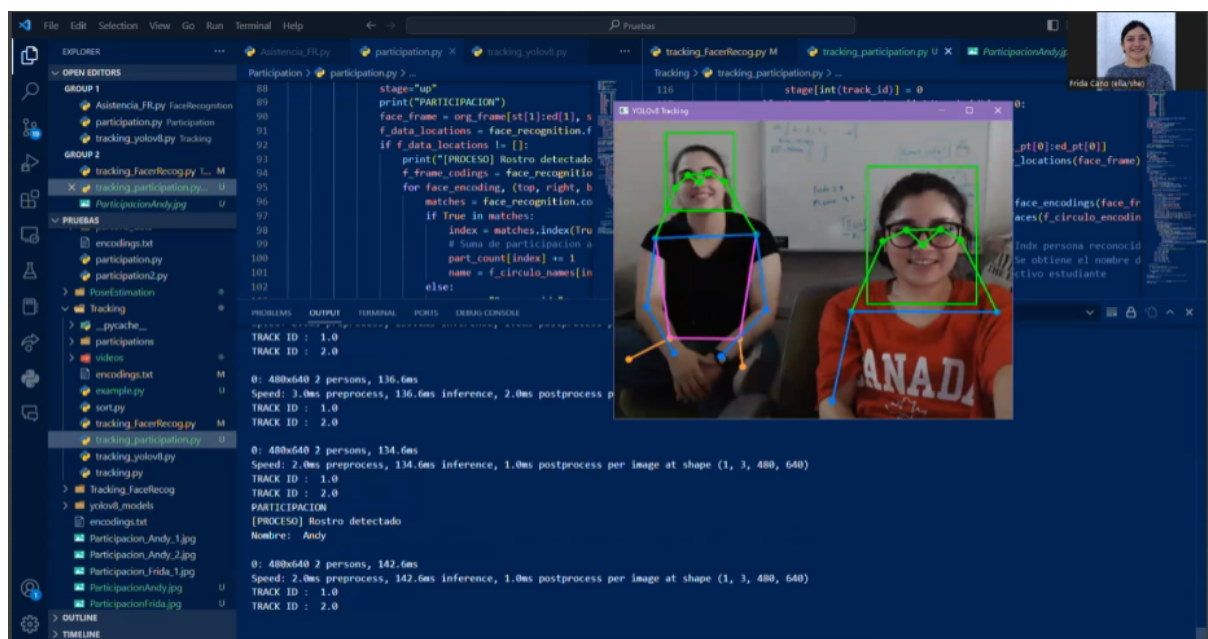 File Edit Selection View Go Run Terminal Help
Pruebas
EXPLORER
OPEN EDITORS
GROUP 1
Asistencia_FR.py FaceRecognition
participation.py Participation
tracking_yolov8.py Tracking
GROUP 2
tracking_FacerRecog.py T... M
tracking_participation.py... U
ParticipacionAndy.jpg U
PRUEBAS
encodings.txt
participation.py
participation2.py
PoseEstimation
Tracking
__pycache__
participations
videos
encodings.txt M
example.py U
sort.py
tracking_FacerRecog.py M
tracking_participation.py U
tracking_yolov8.py
tracking.py
Tracking_FaceRecog
yolov8_models
encodings.txt
Participacion_Andy_1.jpg
Participacion_Andy_2.jpg
Participacion_Frida_1.jpg
ParticipacionAndy.jpg U
ParticipacionFrida.jpg U
OUTLINE
TIMELINE
Asistencia_FR.py participation.py tracking_yolov8.py
Participation > participation.py > ...
88 stage="up"
89 print("PARTICIPACION")
90 face_frame = org_frame[st[1]:ed[1], s
91 f_data_locations = face_recognition.f
92 if f_data_locations != []:
93 print("[PROCESO] Rostro detectado
94 f_frame_codings = face_recognitio
95 for face_encoding, (top, right, b
96 matches = face_recognition.co
97 if True in matches:
98 index = matches.index(Tru
99 # Suma de participacion a
100 part_count[index] += 1
101 name = f_circulo_names[in
102 else:
tracking_FacerRecog.py M tracking_participation.py U ParticipacionAndy.jp
Tracking > tracking_participation.py > ...
116 stage[int(track_id)] = 0
0:
_pt[0]:ed_pt[0]]
_locations(face_frame)
face_encodings(face_fr
aces(f_circulo_encodin
Indx persona reconocid
Se obtiene el nombre d
ctivo estudiante
Frida Cano (ella/she)
YOLOv8 Tracking
CANADA
PROBLEMS OUTPUT TERMINAL PORTS DEBUG CONSOLE
TRACK ID : 1.0
TRACK ID : 2.0
0: 480x640 2 persons, 136.6ms
Speed: 3.0ms preprocess, 136.6ms inference, 2.0ms postprocess p
TRACK ID : 1.0
TRACK ID : 2.0
0: 480x640 2 persons, 134.6ms
Speed: 2.0ms preprocess, 134.6ms inference, 1.0ms postprocess per image at shape (1, 3, 480, 640)
TRACK ID : 1.0
TRACK ID : 2.0
PARTICIPACION
[PROCESO] Rostro detectado
Nombre: Andy
0: 480x640 2 persons, 142.6ms
Speed: 2.0ms preprocess, 142.6ms inference, 1.0ms postprocess per image at shape (1, 3, 480, 640)
TRACK ID : 1.0
TRACK ID : 2.0